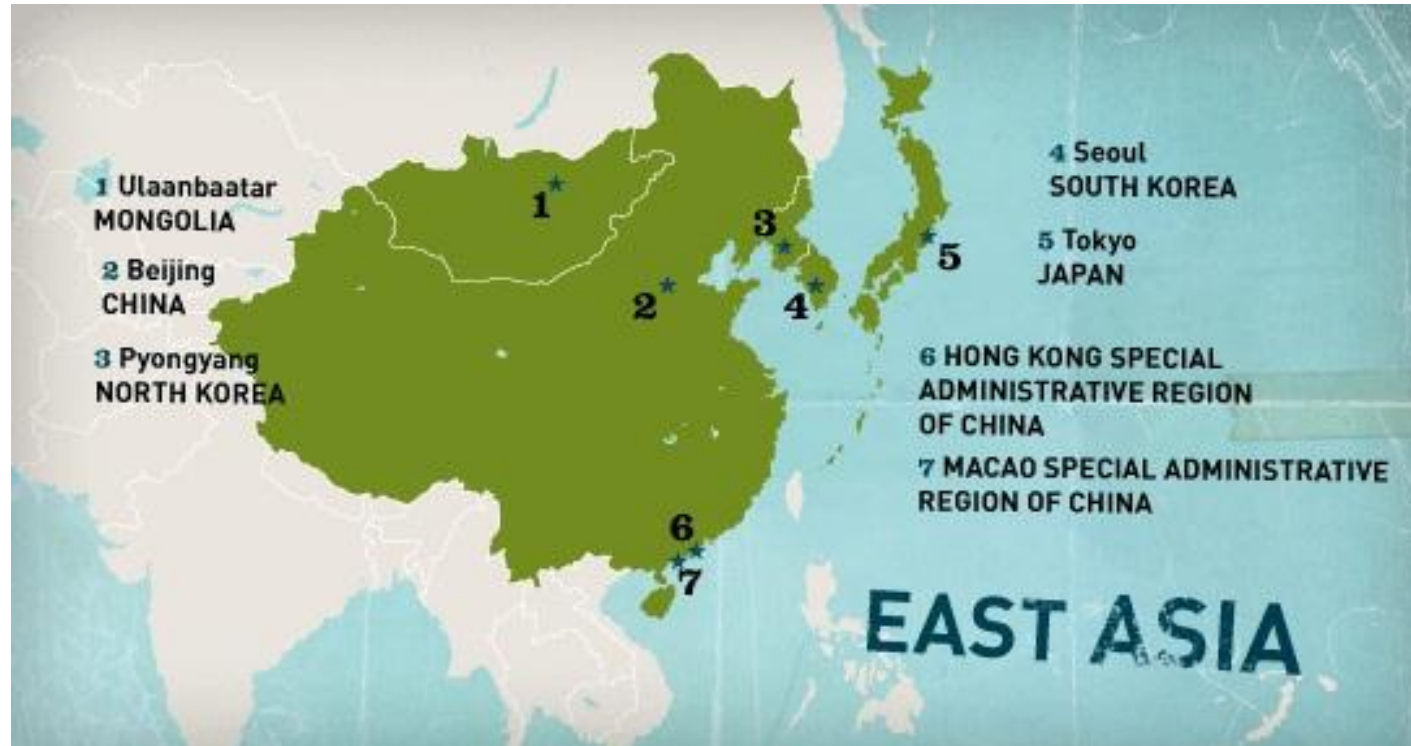 1 Ulaanbaatar
MONGOLIA
2 Beijing
CHINA
3 Pyongyang
NORTH KOREA
1
2
3
4
5
6
7
4 Seoul
SOUTH KOREA
5 Tokyo
JAPAN
6 HONG KONG SPECIAL
ADMINISTRATIVE REGION
OF CHINA
7 MACAO SPECIAL ADMINISTRATIVE
REGION OF CHINA
EAST ASIA